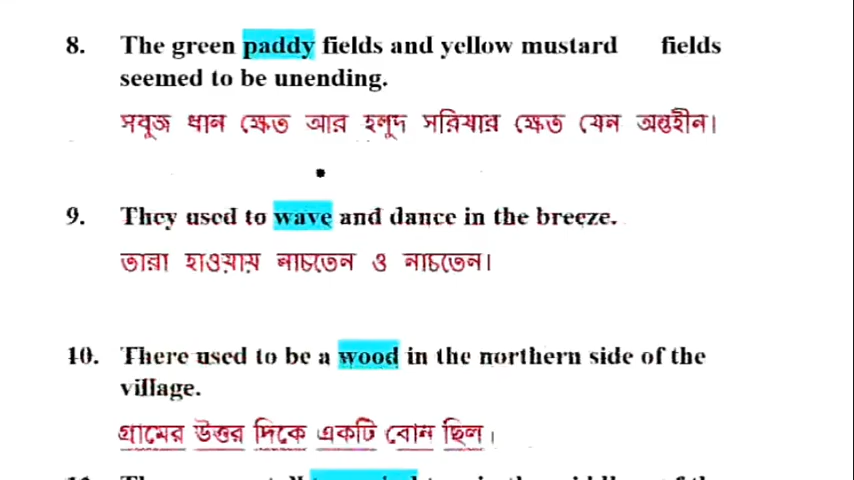 8. The green paddy fields and yellow mustard fields
seemed to be unending.
সবুজ ধান ক্ষেত আর হলুদ সরিষার ক্ষেত যেন অন্তহীন।
9. They used to wave and dance in the breeze.
তারা হাওয়ায় নাচতেন ও নাচতেন।
10. There used to be a wood in the northern side of the
village.
গ্রামের উত্তর দিকে একটি বোন ছিল।